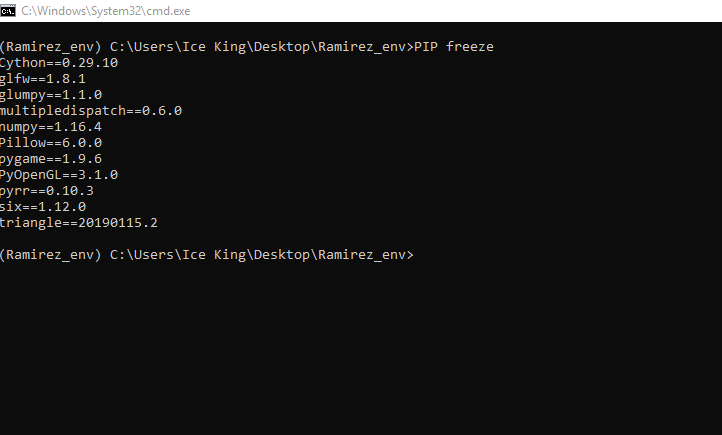 C:\Windows\System32\cmd.exe
(Ramirez_env) C:\Users\Ice King\Desktop\Ramirez_env>PIP freeze
Cython==0.29.10
glfw==1.8.1
glumpy==1.1.0
multipledispatch==0.6.0
numpy==1.16.4
Pillow==6.0.0
pygame==1.9.6
PyOpenGL==3.1.0
pyrr==0.10.3
six==1.12.0
triangle==20190115.2
(Ramirez_env) C:\Users\Ice King\Desktop\Ramirez_env>